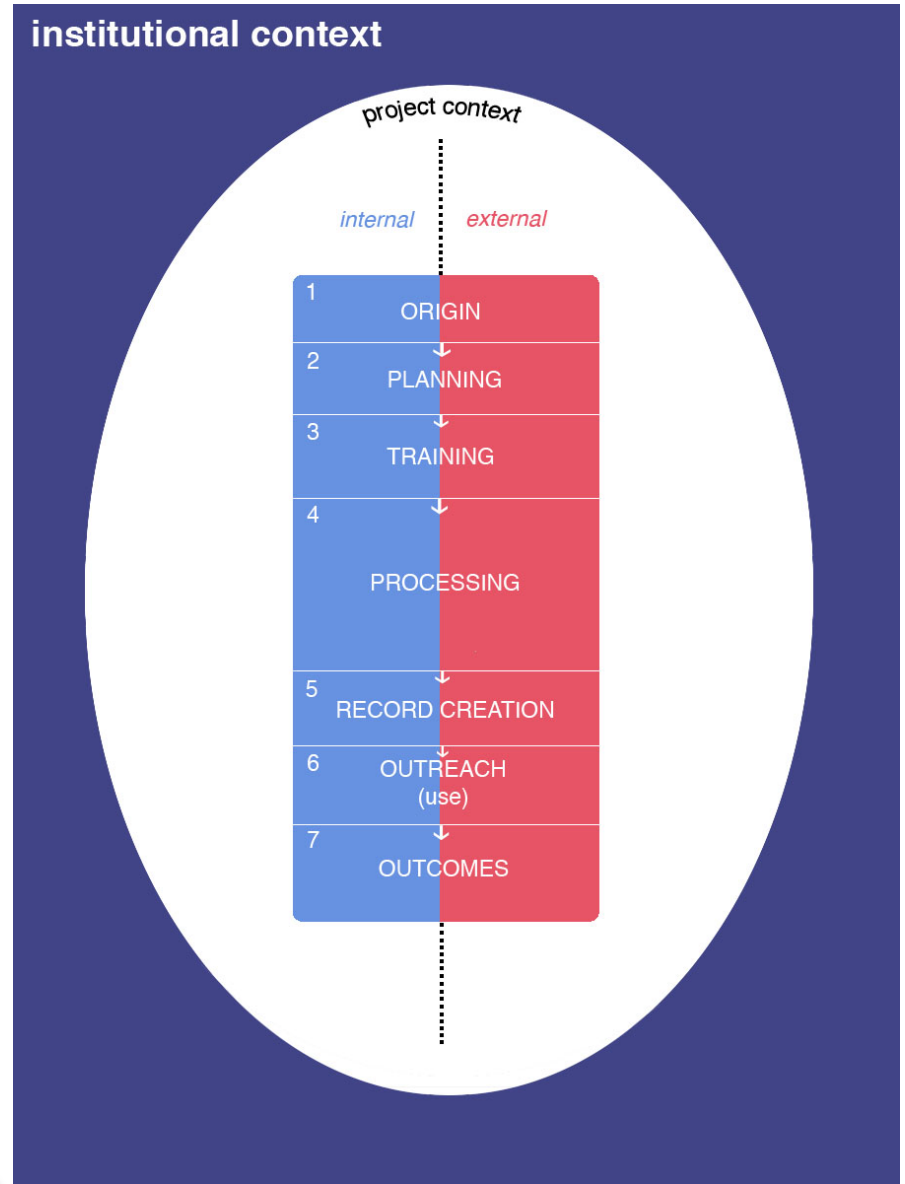 institutional context
project context
internal external
1
ORIGIN
2
PLANNING
3
TRAINING
4
PROCESSING
5
RECORD CREATION
6
OUTREACH
(use)
7
OUTCOMES